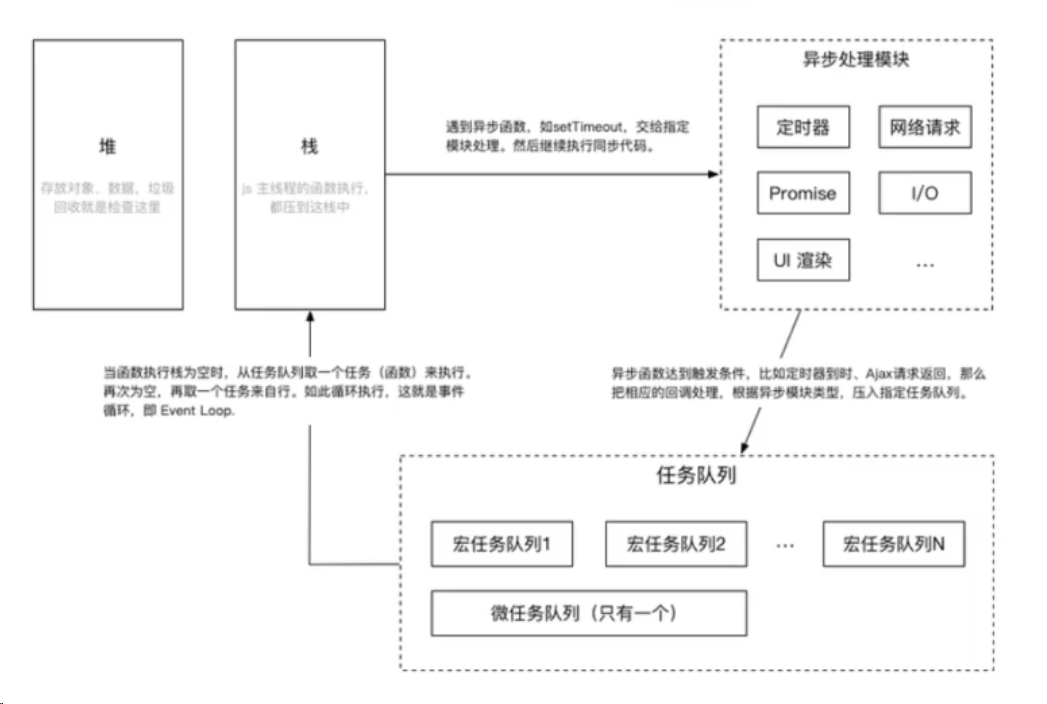 堆
存放对象、数据，垃圾
回收就是检查这里
栈
js 主线程的函数执行，
都压到这栈中
遇到异步函数，如setTimeout，交给指定
模块处理。然后继续执行同步代码。
异步处理模块
定时器
网络请求
Promise
I/O
UI 渲染
...
当函数执行栈为空时，从任务队列取一个任务（函数）来执行。
再次为空，再取一个任务来自行。如此循环执行，这就是事件
循环，即 Event Loop.
异步函数达到触发条件，比如定时器到时、Ajax请求返回，那么
把相应的回调处理，根据异步模块类型，压入指定任务队列。
任务队列
宏任务队列1
宏任务队列2
...
宏任务队列N
微任务队列（只有一个）